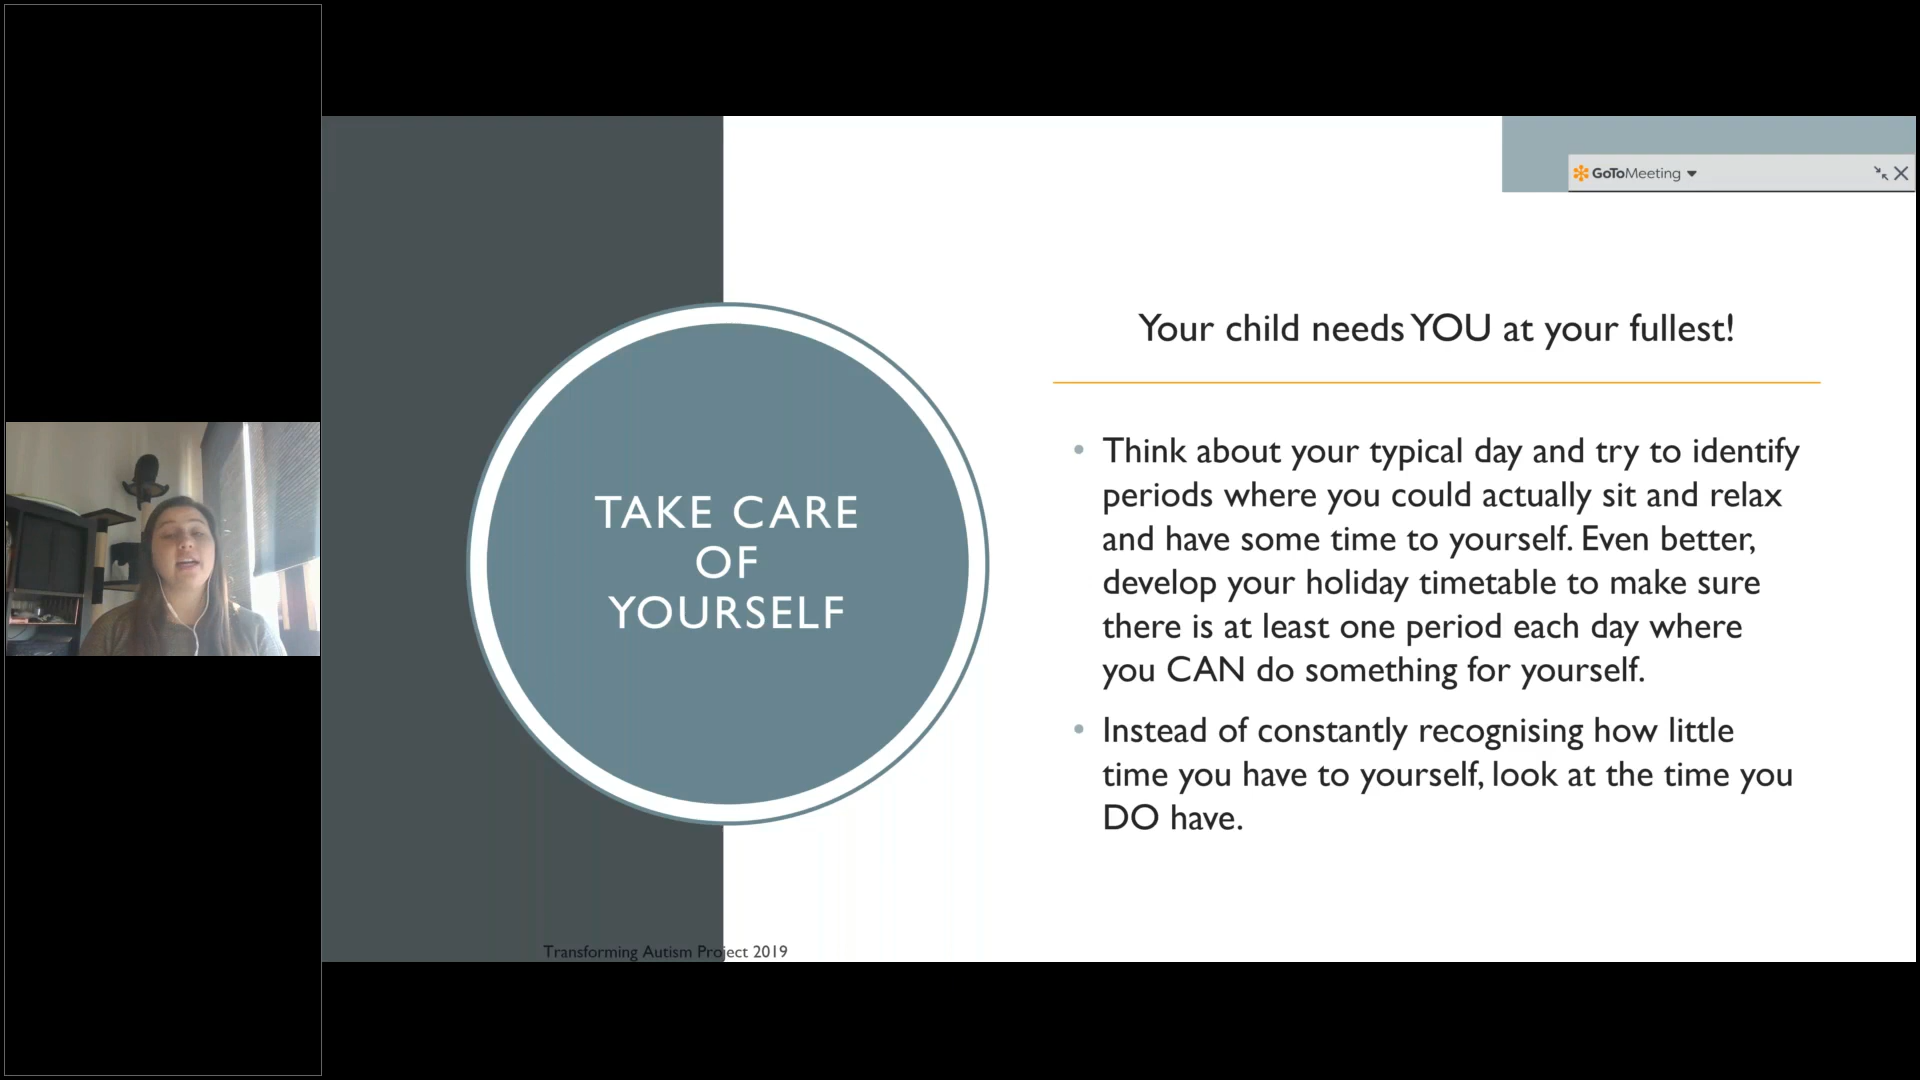 GoToMeeting
TAKE CARE
OF
YOURSELF
Your child needs YOU at your fullest!
• Think about your typical day and try to identify
periods where you could actually sit and relax
and have some time to yourself. Even better,
develop your holiday timetable to make sure
there is at least one period each day where
you CAN do something for yourself.
• Instead of constantly recognising how little
time you have to yourself, look at the time you
DO have.
Transforming Autism Project 2019